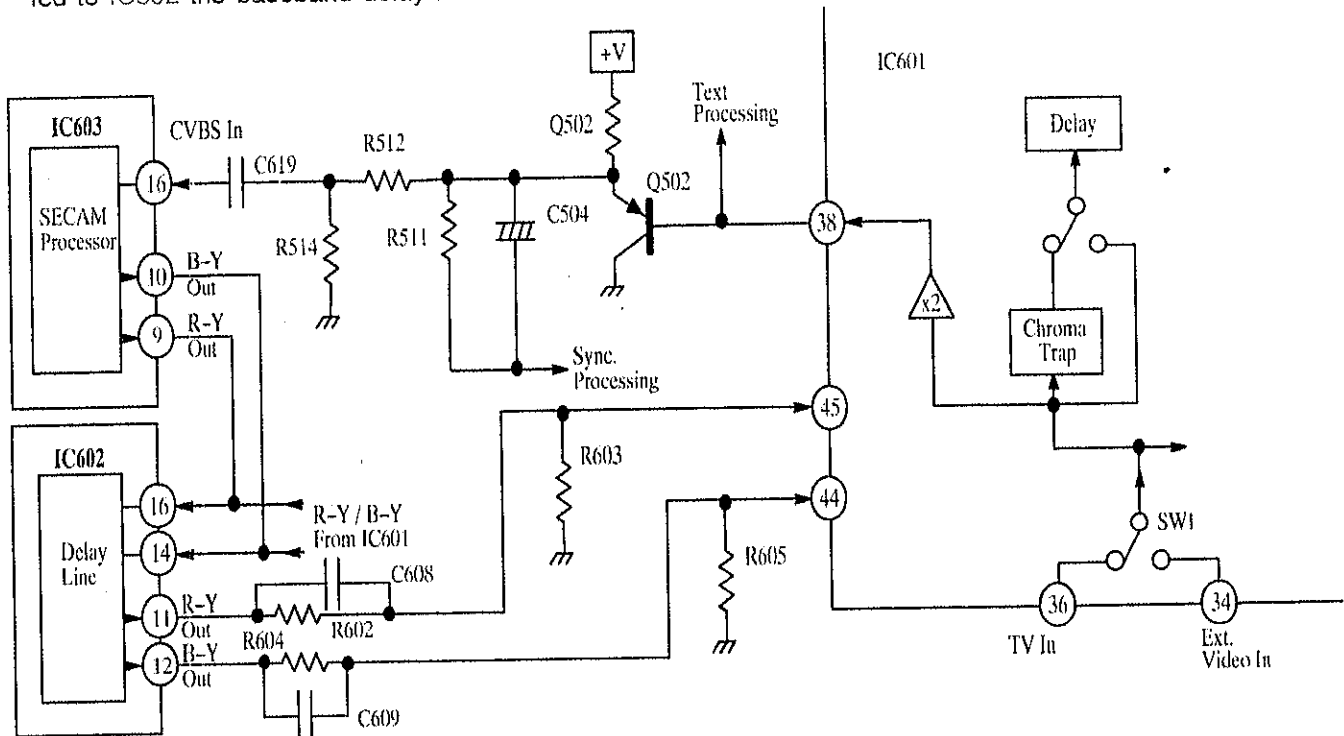 fed to IC602 the baseband delay
+V
IC601
Text
Processing
Delay
IC603
CVBS In
C619
R512
Q502
Q502
16
SECAM
Processor
R514
R511
C504
38
x2
Chroma
Trap
10
B-Y
Out
9
R-Y
Out
Sync.
Processing
45
R603
IC602
16
R-Y / B-Y
From IC601
14
Delay
Line
44
R605
SW1
C608
11
R-Y
Out
R602
R604
12
B-Y
Out
C609
36
34
TV In
Ext.
Video In